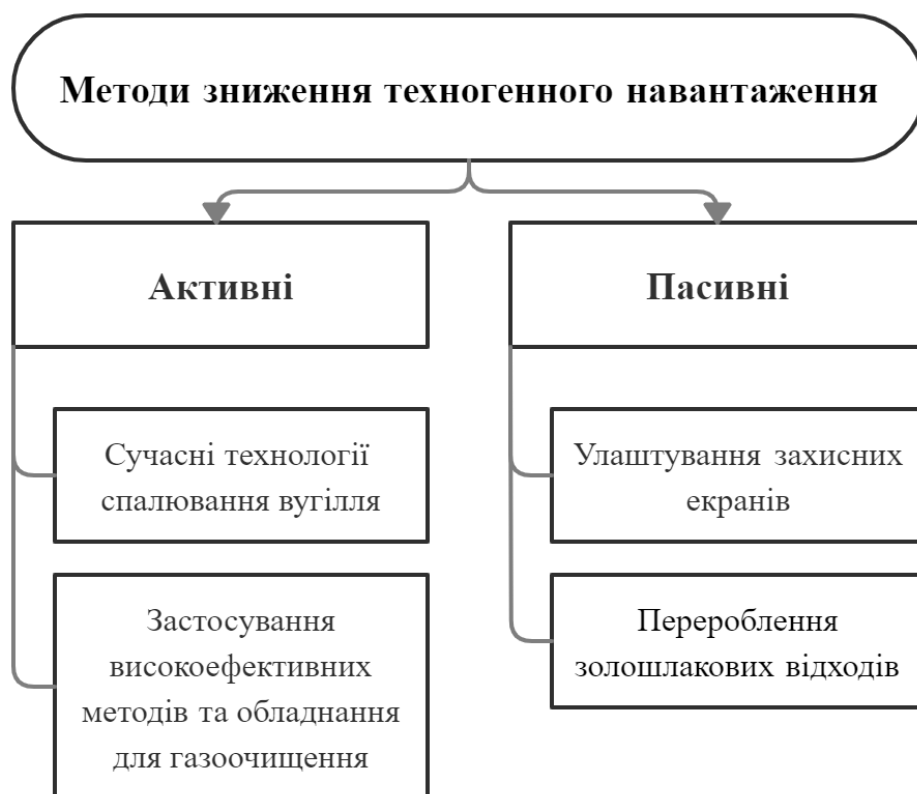 Методи зниження техногенного навантаження
Активні
Сучасні технології
спалювання вугілля
Застосування
високоефективних
методів та обладнання
для газоочищення
Пасивні
Улаштування захисних
екранів
Перероблення
золошлакових відходів